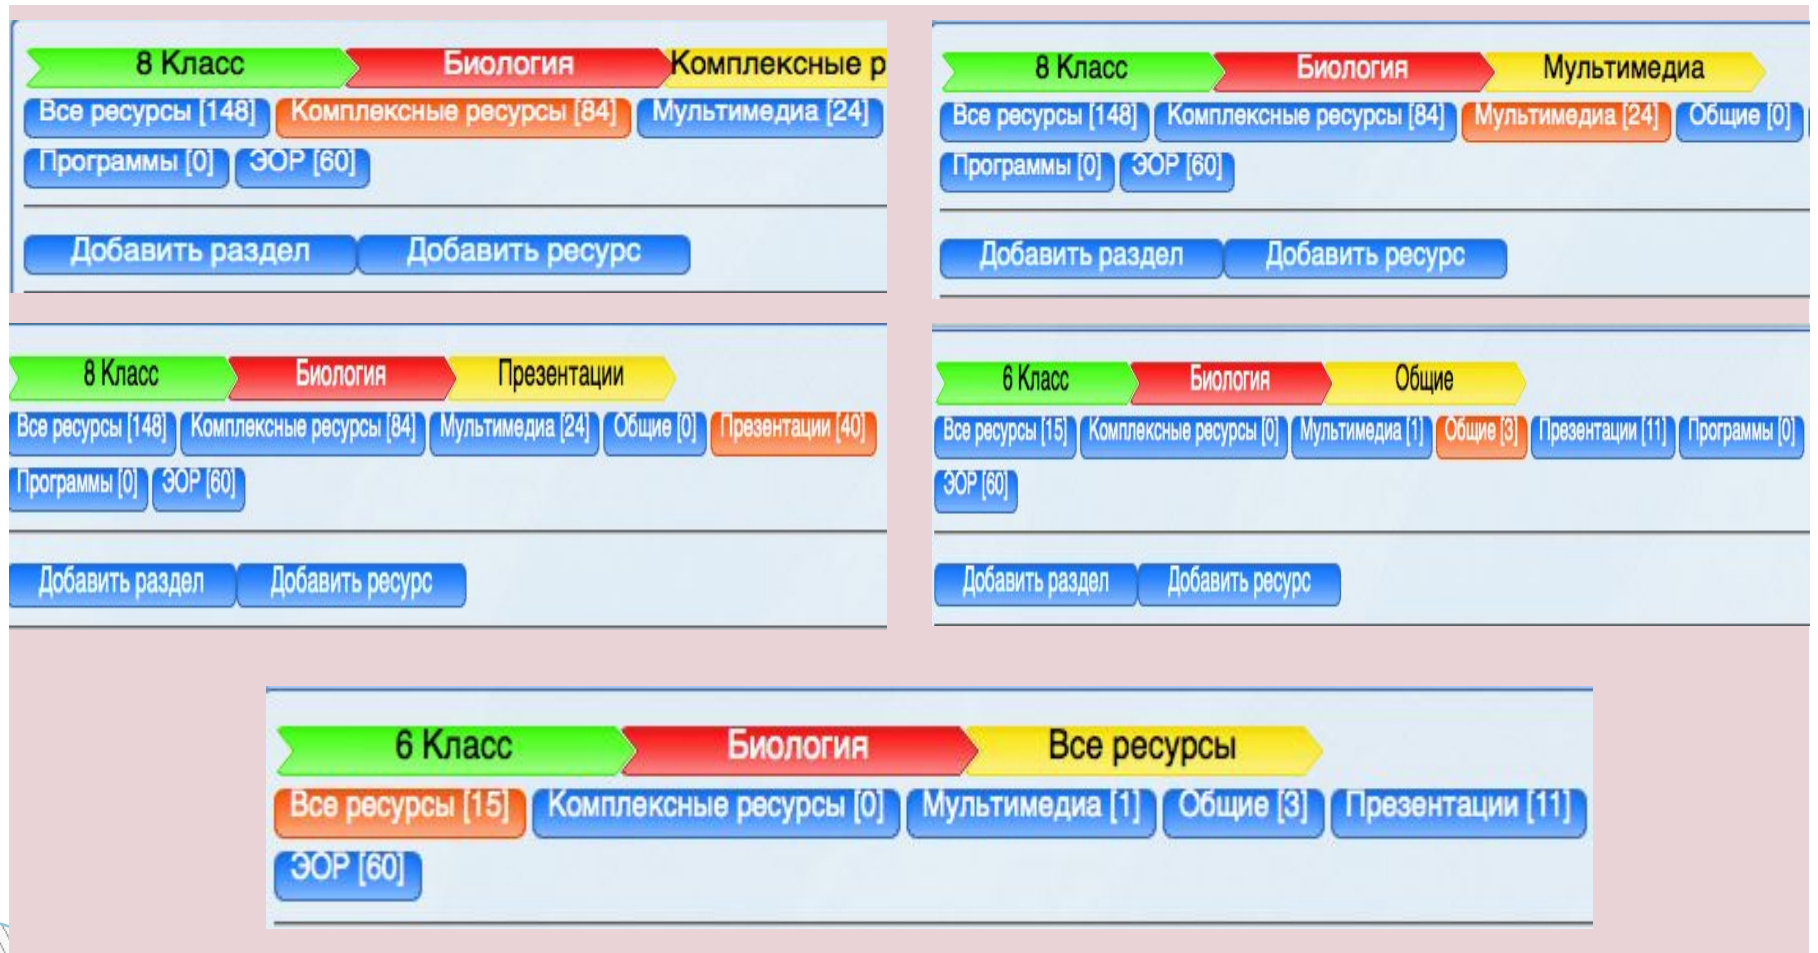 8 Класс Биология Комплексные р
Все ресурсы [148] Комплексные ресурсы [84] Мультимедиа [24]
Программы [0] ЭОР [60]
Добавить раздел Добавить ресурс
8 Класс Биология Мультимедиа
Все ресурсы [148] Комплексные ресурсы [84] Мультимедиа [24] Общие [0]
Программы [0] ЭОР [60]
Добавить раздел Добавить ресурс
8 Класс Биология Презентации
Все ресурсы [148] Комплексные ресурсы [84] Мультимедиа [24] Общие [0] Презентации [40]
Программы [0] ЭОР [60]
Добавить раздел Добавить ресурс
6 Класс Биология Общие
Все ресурсы [15] Комплексные ресурсы [0] Мультимедиа [1] Общие [3] Презентации [11] Программы [0]
ЭОР [60]
Добавить раздел Добавить ресурс
6 Класс Биология Все ресурсы
Все ресурсы [15] Комплексные ресурсы [0] Мультимедиа [1] Общие [3] Презентации [11]
ЭОР [60]